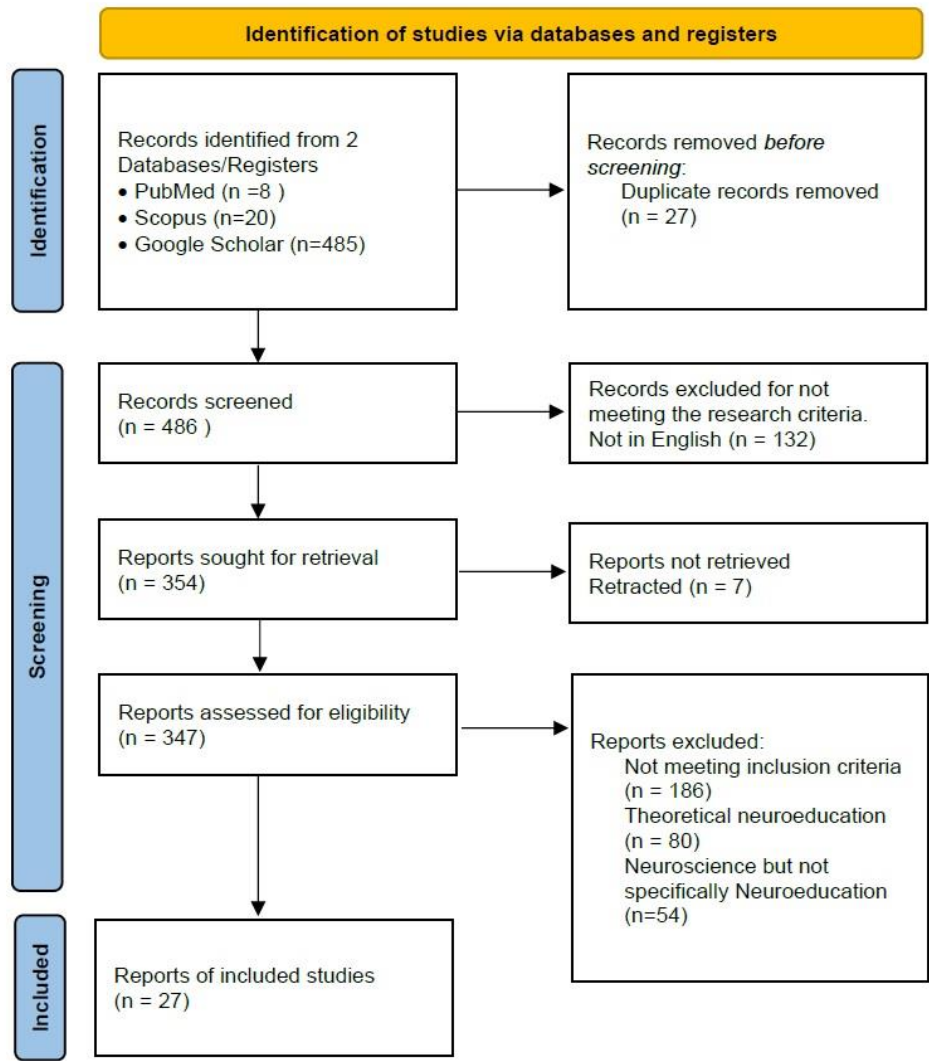 Identification of studies via databases and registers
Identification
Records identified from 2
Databases/Registers
• PubMed (n =8 )
• Scopus (n=20)
• Google Scholar (n=485)
Records removed before
screening:
Duplicate records removed
(n = 27)
Screening
Records screened
(n = 486 )
Records excluded for not
meeting the research criteria.
Not in English (n = 132)
Reports sought for retrieval
(n = 354)
Reports not retrieved
Retracted (n = 7)
Reports assessed for eligibility
(n = 347)
Reports excluded:
Not meeting inclusion criteria
(n = 186)
Theoretical neuroeducation
(n = 80)
Neuroscience but not
specifically Neuroeducation
(n=54)
Included
Reports of included studies
(n = 27)